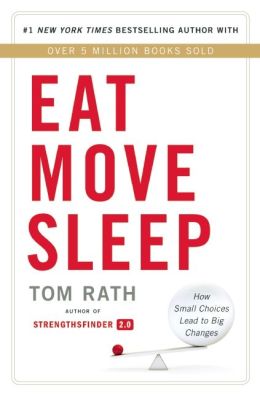 #1 NEW YORK TIMES BESTSELLING AUTHOR WITH
OVER 5 MILLION BOOKS SOLD
EAT
MOVE
SLEEP
TOM RATH
AUTHOR OF
STRENGTHSFINDER 2.0
How
Small Choices
Lead to Big
Changes